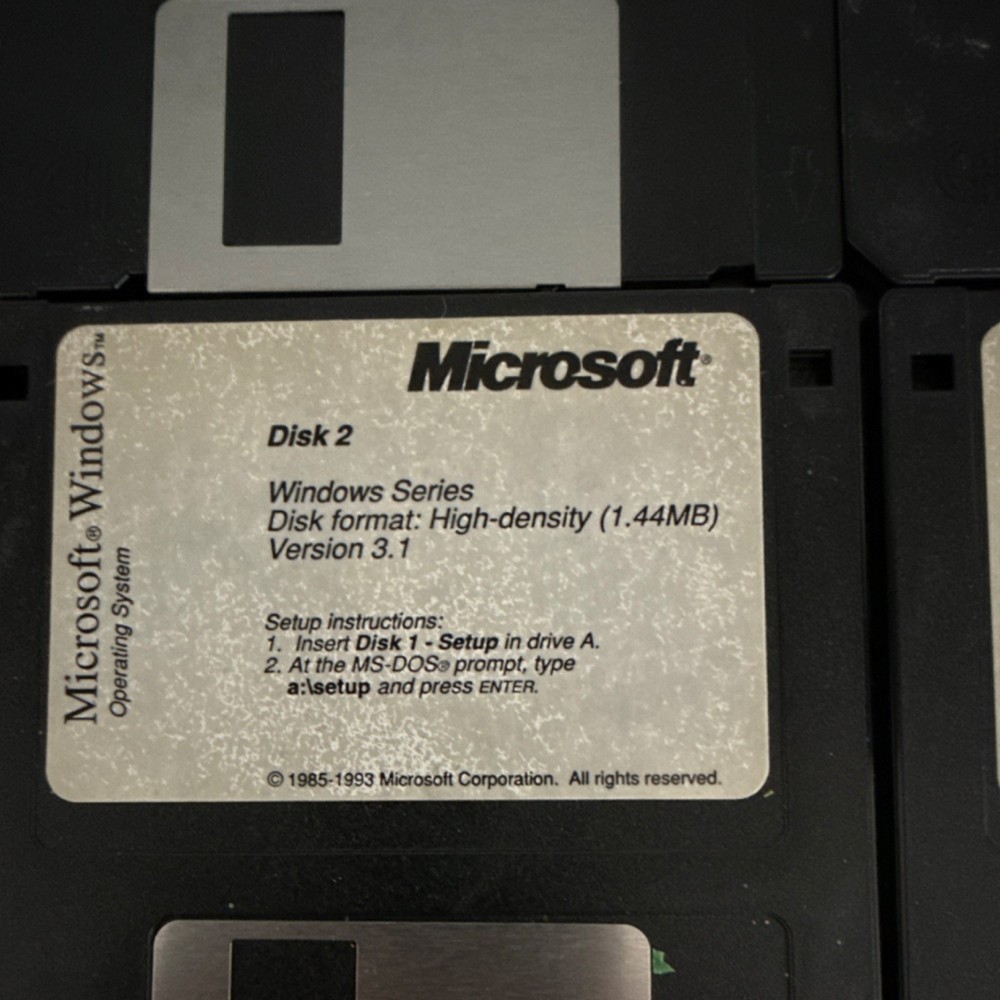 Microsoft® Windows™
Operating System
Microsoft®
Disk 2
Windows Series
Disk format: High-density (1.44MB)
Version 3.1
Setup instructions:
1. Insert Disk 1 - Setup in drive A.
2. At the MS-DOS® prompt, type
a:\setup and press ENTER.
© 1985-1993 Microsoft Corporation. All rights reserved.